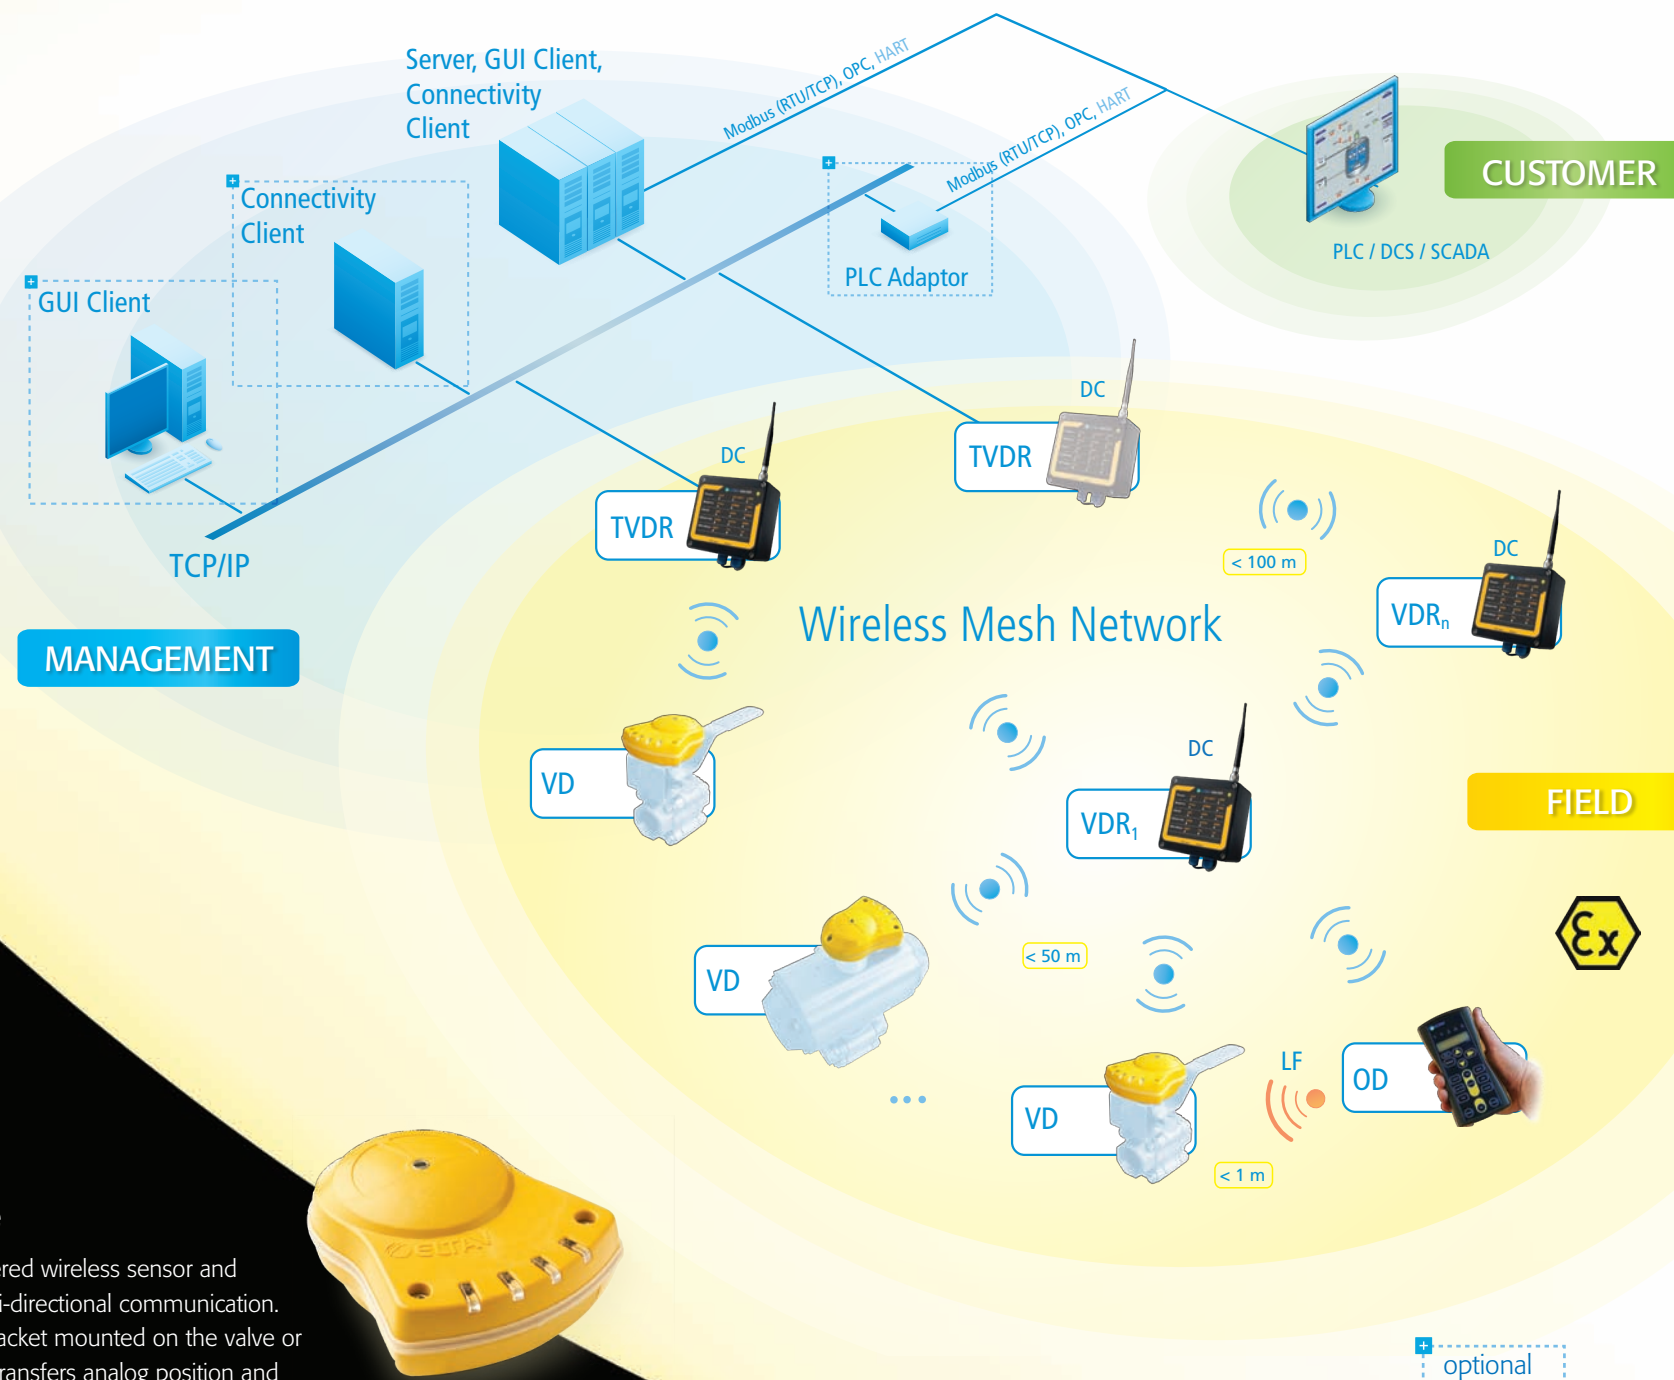 Server, GUI Client,
Connectivity
Client
Modbus (RTU/TCP), OPC, HART
Modbus (RTU/TCP), OPC, HART
CUSTOMER
PLC / DCS / SCADA
Connectivity
Client
PLC Adaptor
GUI Client
TCP/IP
MANAGEMENT
DC
TVDR
DC
TVDR
< 100 m
DC
VDRn
Wireless Mesh Network
VD
DC
VDR1
FIELD
Ex
VD
< 50 m
...
VD
LF
OD
< 1 m
wireless sensor and
-directional communication.
mounted on the valve or
analog position and
optional